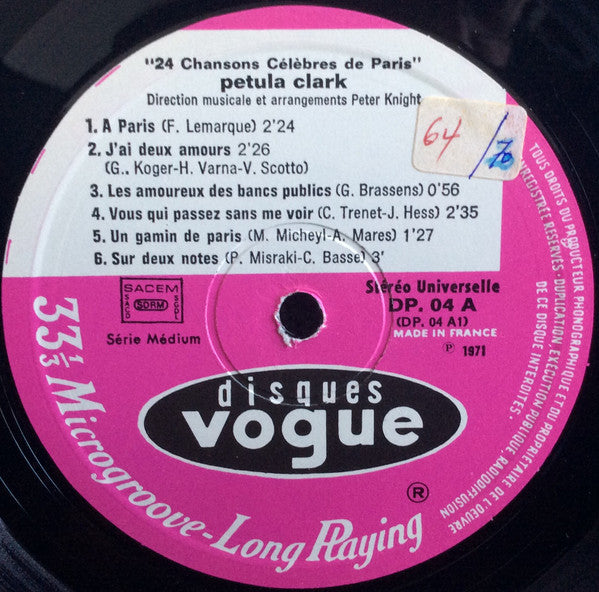 "24 Chansons Célèbres de Paris"
petula clark
Direction musicale et arrangements Peter Knight
1. A Paris (F. Lemarque) 2'24
2. J'ai deux amours 2'26
(G., Koger-H. Varna-V. Scotto)
3. Les amoureux des bancs publics (G. Brassens) 0'56
4. Vous qui passez sans me voir (C. Trenet-J. Hess) 2'35
5. Un gamin de paris (M. Micheyl-A. Mares) 1'27
6. Sur deux notes (P. Misraki-C. Basse) 3'
64/76
SACEM
SACD SDRM SGDL
Série Médium
Stéréo Universelle
DP. 04 A
(DP. 04 A1)
MADE IN FRANCE
℗ 1971
disques
vogue
®
33 1/3 Microgroove-Long Playing
TOUS DROITS DU PRODUCTEUR PHONOGRAPHIQUE ET DU PROPRIETAIRE DE L'OEUVRE
ENREGISTREE RESERVES. DUPLICATION, EXECUTION PUBLIQUE, RADIODIFFUSION
DE CE DISQUE INTERDITES.